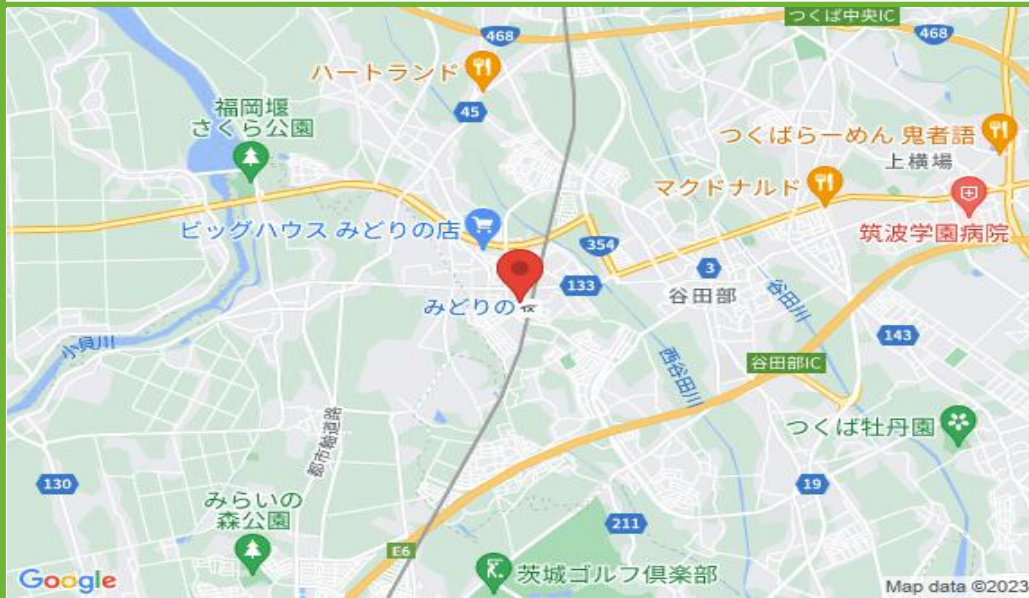 つくば中央IC
468
468
ハートランド
45
福岡堰
さくら公園
つくばらーめん 鬼者語
上横場
マクドナルド
筑波学園病院
ビッグハウス みどりの店
354
3
133
谷田部
谷田川
みどりの
小貝川
143
西谷田川
谷田部IC
都市軸道路
つくば牡丹園
130
19
みらいの
森公園
211
E6
茨城ゴルフ倶楽部
Google
Map data ©2023